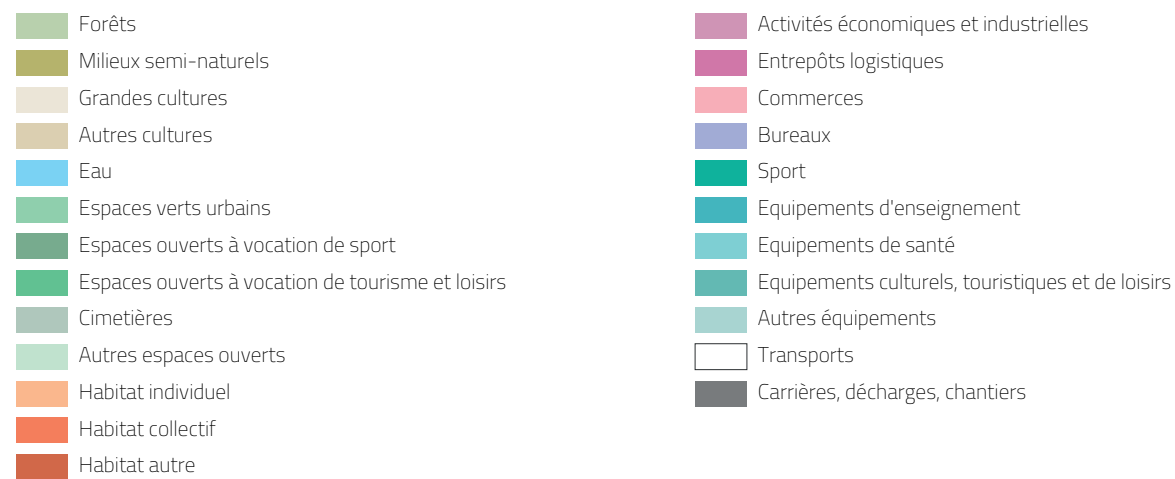 Forêts
Milieux semi-naturels
Grandes cultures
Autres cultures
Eau
Espaces verts urbains
Espaces ouverts à vocation de sport
Espaces ouverts à vocation de tourisme et loisirs
Cimetières
Autres espaces ouverts
Habitat individuel
Habitat collectif
Habitat autre
Activités économiques et industrielles
Entrepôts logistiques
Commerces
Bureaux
Sport
Equipements d'enseignement
Equipements de santé
Equipements culturels, touristiques et de loisirs
Autres équipements
Transports
Carrières, décharges, chantiers